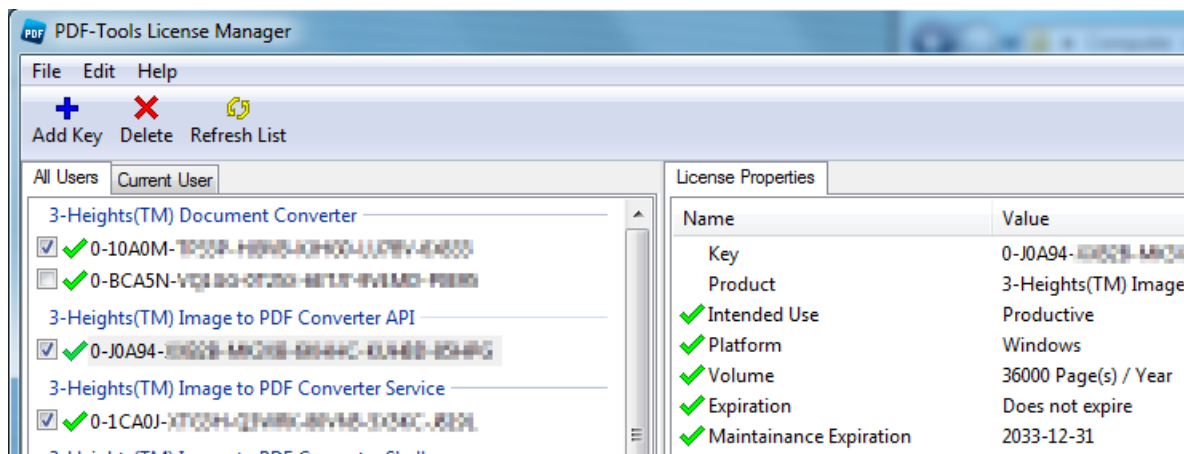 PDF PDF-Tools License Manager
File Edit Help
Add Key Delete Refresh List
All Users Current User
3-Heights(TM) Document Converter
0-10A0M-
0-BCA5N-
3-Heights(TM) Image to PDF Converter API
0-J0A94-
3-Heights(TM) Image to PDF Converter Service
0-1CA0J-
License Properties
Name Value
Key 0-J0A94-
Product 3-Heights(TM) Image
Intended Use Productive
Platform Windows
Volume 36000 Page(s) / Year
Expiration Does not expire
Maintainance Expiration 2033-12-31